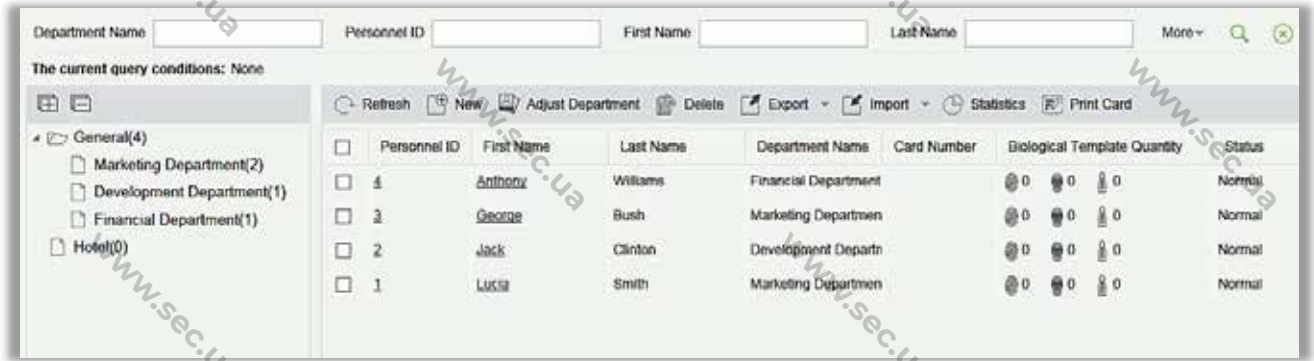 Department Name Personnel ID First Name Last Name More
The current query conditions: None
Refresh New Adjust Department Delete Export Import Statistics Print Card
General(4)
Marketing Department(2)
Development Department(1)
Financial Department(1)
Hotel(0)
Personnel ID First Name Last Name Department Name Card Number Biological Template Quantity Status
4 Anthony Williams Financial Department 0 0 0 Normal
3 George Bush Marketing Departmen 0 0 0 Normal
2 Jack Clinton Development Departn 0 0 0 Normal
1 Lucia Smith Marketing Departmen 0 0 0 Normal
www.sec.ua
www.sec.ua
www.sec.ua
www.sec.ua